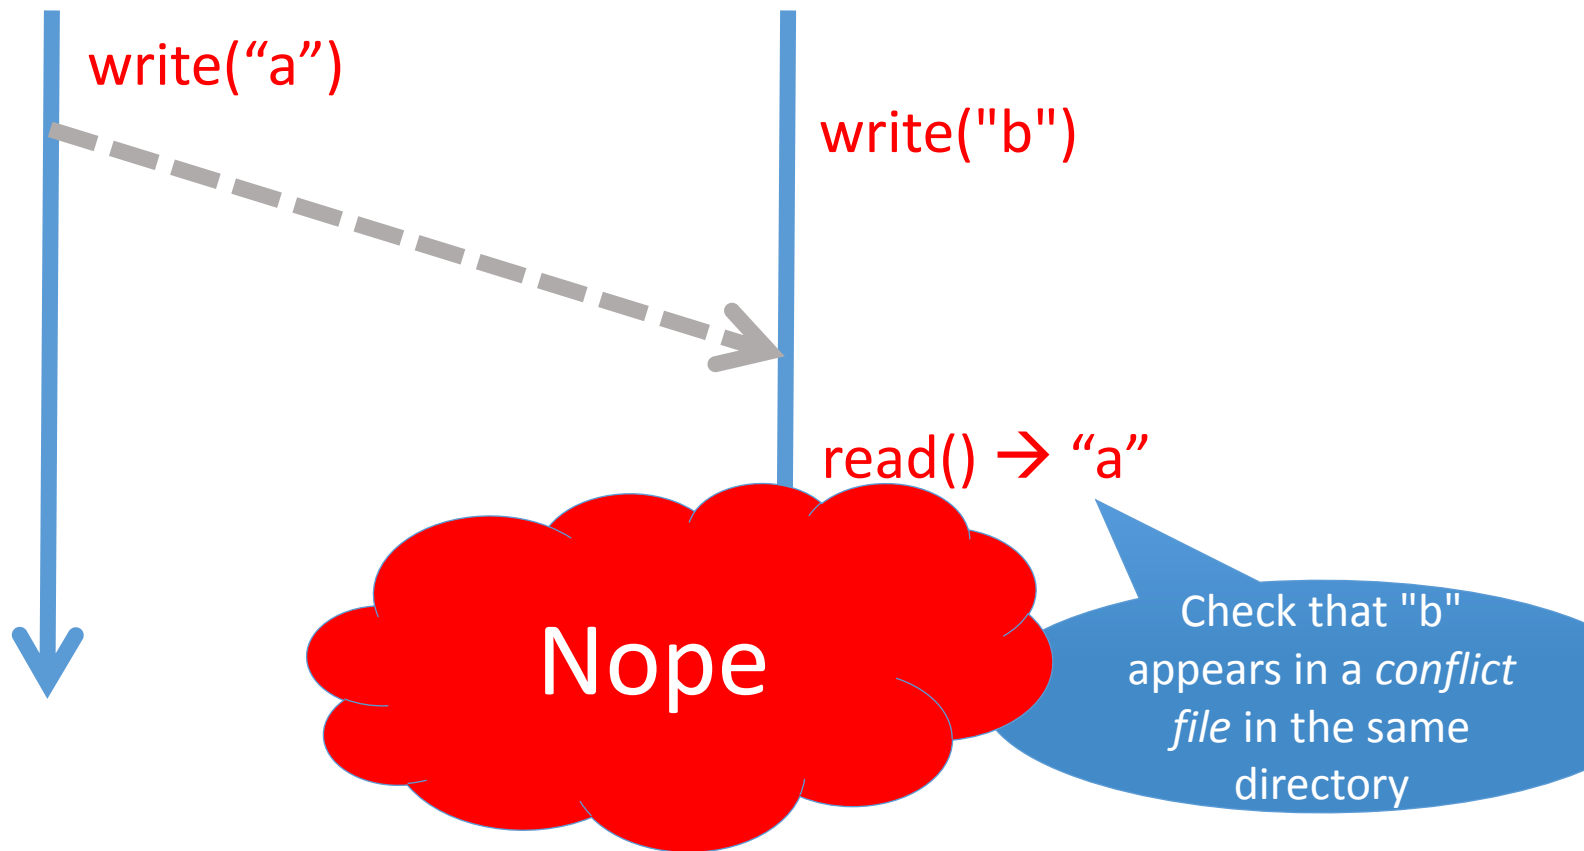 write(“a”)
write("b")
read() → “a”
Nope
Check that "b"
appears in a conflict
file in the same
directory